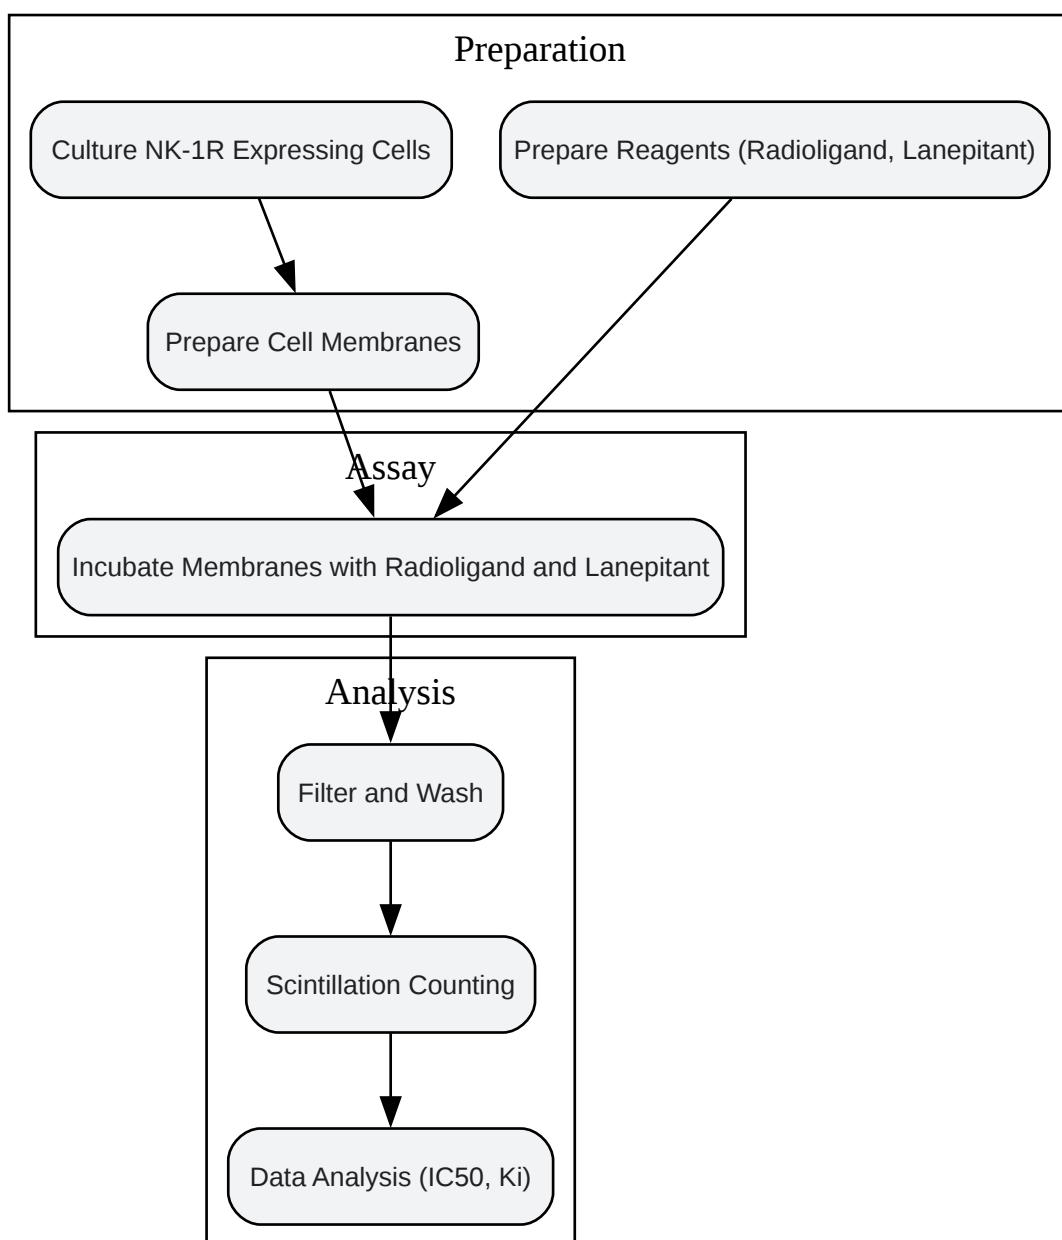 Preparation
Culture NK-1R Expressing Cells
Prepare Reagents (Radioligand, Lanepitant)
Prepare Cell Membranes
Assay
Incubate Membranes with Radioligand and Lanepitant
Analysis
Filter and Wash
Scintillation Counting
Data Analysis (IC50, Ki)